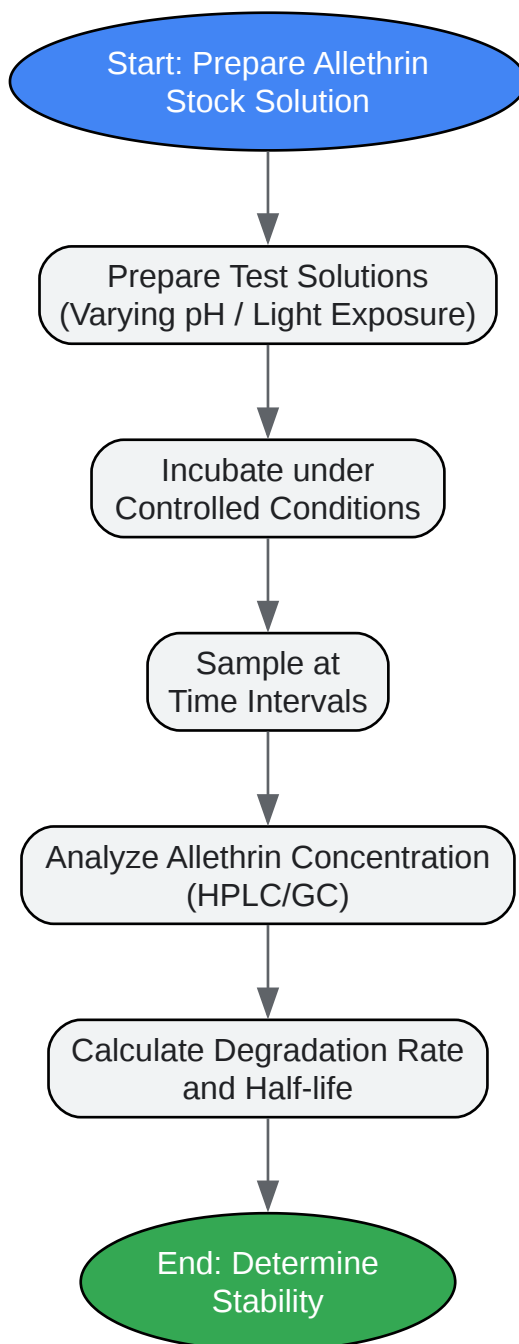 Start: Prepare Allethrin
Stock Solution
Prepare Test Solutions
(Varying pH / Light Exposure)
Incubate under
Controlled Conditions
Sample at
Time Intervals
Analyze Allethrin Concentration
(HPLC/GC)
Calculate Degradation Rate
and Half-life
End: Determine
Stability